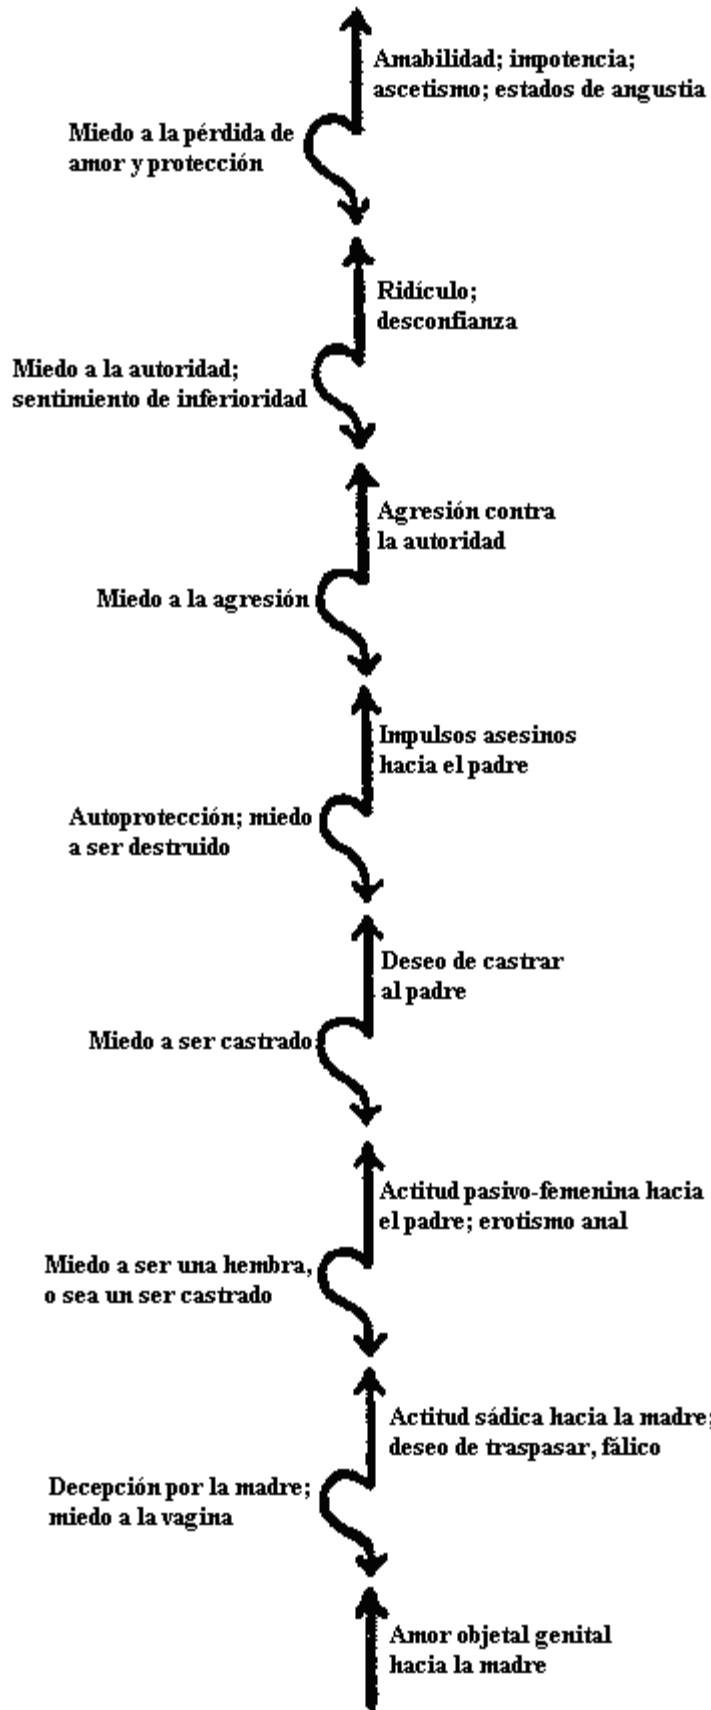 Amabilidad; impotencia;
ascetismo; estados de angustia
Miedo a la pérdida de
amor y protección
Ridículo;
desconfianza
Miedo a la autoridad;
sentimiento de inferioridad
Agresión contra
la autoridad
Miedo a la agresión
Impulsos asesinos
hacia el padre
Autoprotección; miedo
a ser destruido
Deseo de castrar
al padre
Miedo a ser castrado
Actitud pasivo-femenina hacia
el padre; erotismo anal
Miedo a ser una hembra,
o sea un ser castrado
Actitud sádica hacia la madre;
deseo de traspasar, fálico
Decepción por la madre;
miedo a la vagina
Amor objetal genital
hacia la madre